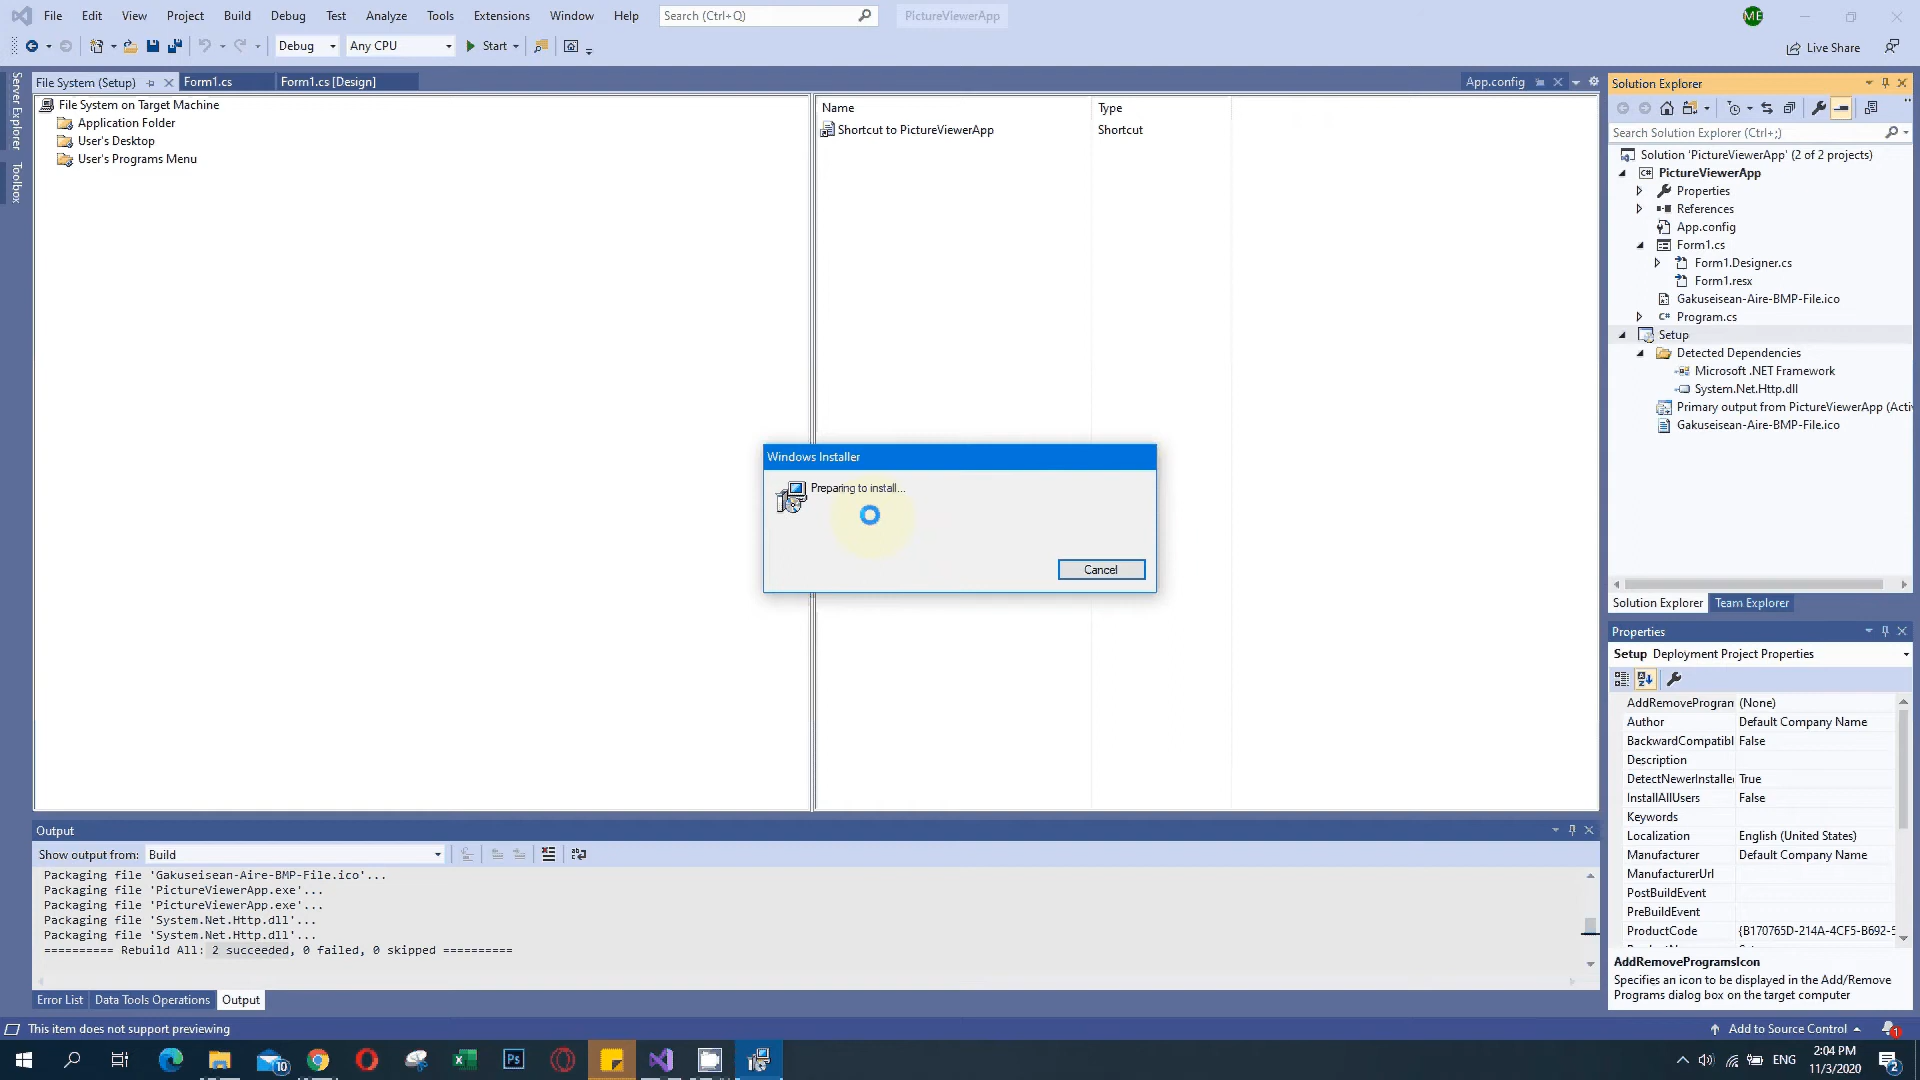 File Edit View Project Build Debug Test Analyze Tools Extensions Window Help Search (Ctrl+Q) PictureViewerApp ME
Debug Any CPU Start Live Share
Server Explorer
Toolbox
File System (Setup) Form1.cs Form1.cs [Design] App.config
File System on Target Machine
Application Folder
User's Desktop
User's Programs Menu
Name Type
Shortcut to PictureViewerApp Shortcut
Windows Installer
Preparing to install...
Cancel
Solution Explorer
Search Solution Explorer (Ctrl+;)
Solution 'PictureViewerApp' (2 of 2 projects)
C# PictureViewerApp
Properties
References
App.config
Form1.cs
Form1.Designer.cs
Form1.resx
Gakuseisean-Aire-BMP-File.ico
C# Program.cs
Setup
Detected Dependencies
Microsoft .NET Framework
System.Net.Http.dll
Primary output from PictureViewerApp (Acti
Gakuseisean-Aire-BMP-File.ico
Solution Explorer Team Explorer
Properties
Setup Deployment Project Properties
AddRemoveProgran (None)
Author Default Company Name
BackwardCompatibl False
Description
DetectNewerInstalle True
InstallAllUsers False
Keywords
Localization English (United States)
Manufacturer Default Company Name
ManufacturerUrl
PostBuildEvent
PreBuildEvent
ProductCode {B170765D-214A-4CF5-B692-5
AddRemoveProgramsIcon
Specifies an icon to be displayed in the Add/Remove
Programs dialog box on the target computer
Output
Show output from: Build
Packaging file 'Gakuseisean-Aire-BMP-File.ico'...
Packaging file 'PictureViewerApp.exe'...
Packaging file 'PictureViewerApp.exe'...
Packaging file 'System.Net.Http.dll'...
Packaging file 'System.Net.Http.dll'...
========== Rebuild All: 2 succeeded, 0 failed, 0 skipped ==========
Error List Data Tools Operations Output
This item does not support previewing Add to Source Control 1
10 Ps ENG 2:04 PM
11/3/2020 2